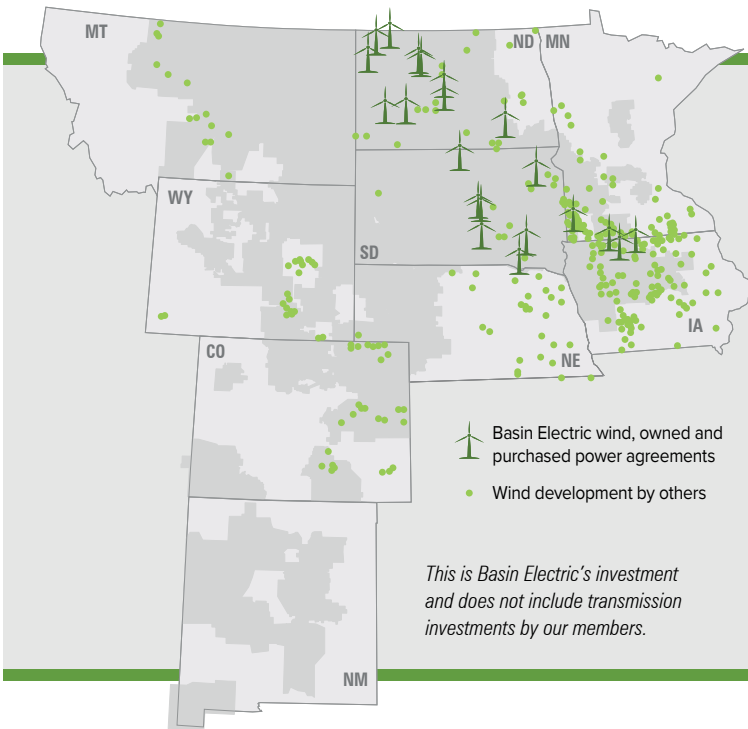 MT
ND
MN
WY
SD
IA
CO
NE
Basin Electric wind, owned and
purchased power agreements
Wind development by others
This is Basin Electric's investment
and does not include transmission
investments by our members.
NM